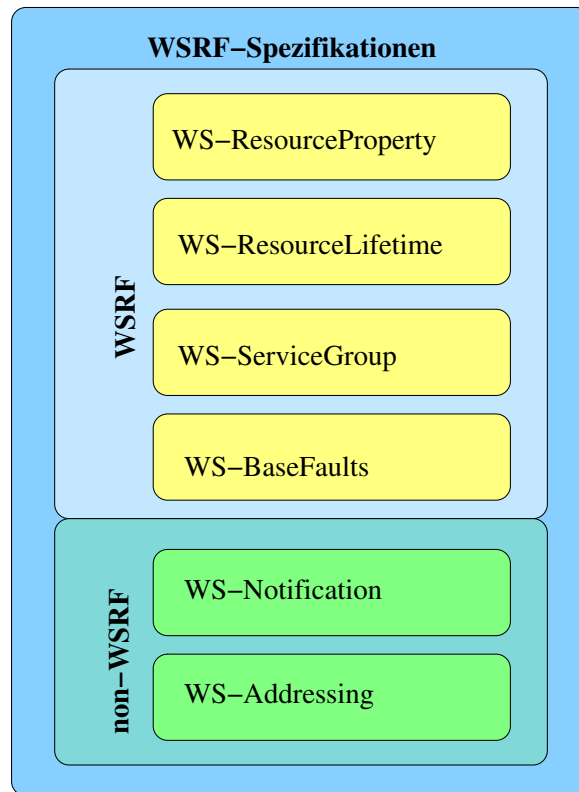 WSRF−Spezifikationen
WSRF
WS−ResourceProperty
WS−ResourceLifetime
WS−ServiceGroup
WS−BaseFaults
non−WSRF
WS−Notification
WS−Addressing